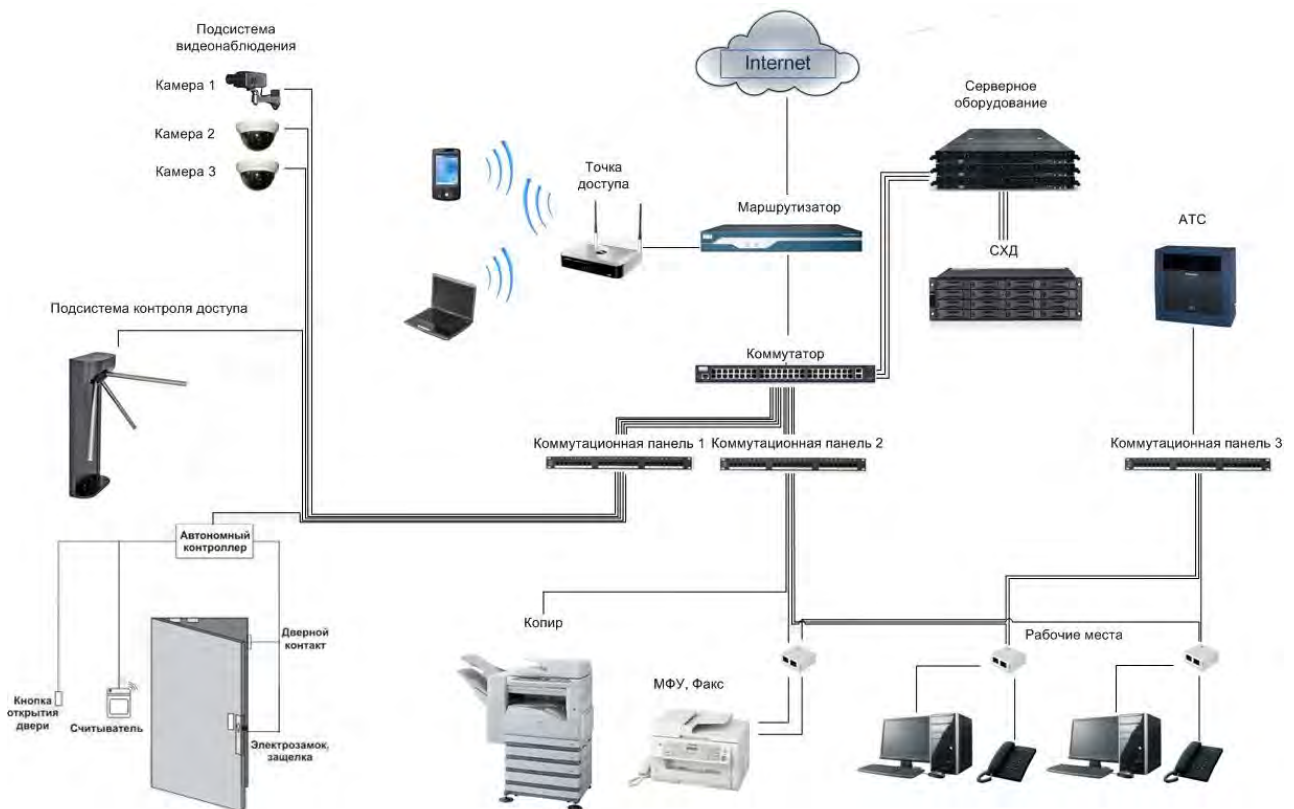 Подсистема
видеонаблюдения
Камера 1
Камера 2
Камера 3
Internet
Серверное
оборудование
Точка
доступа
Маршрутизатор
АТС
СХД
Подсистема контроля доступа
Коммутатор
Коммутационная панель 1
Коммутационная панель 2
Коммутационная панель 3
Автономный
контроллер
Копир
Дверной
контакт
Рабочие места
МФУ, Факс
Кнопка
открытия
двери
Считыватель
Электрозамок,
защелка